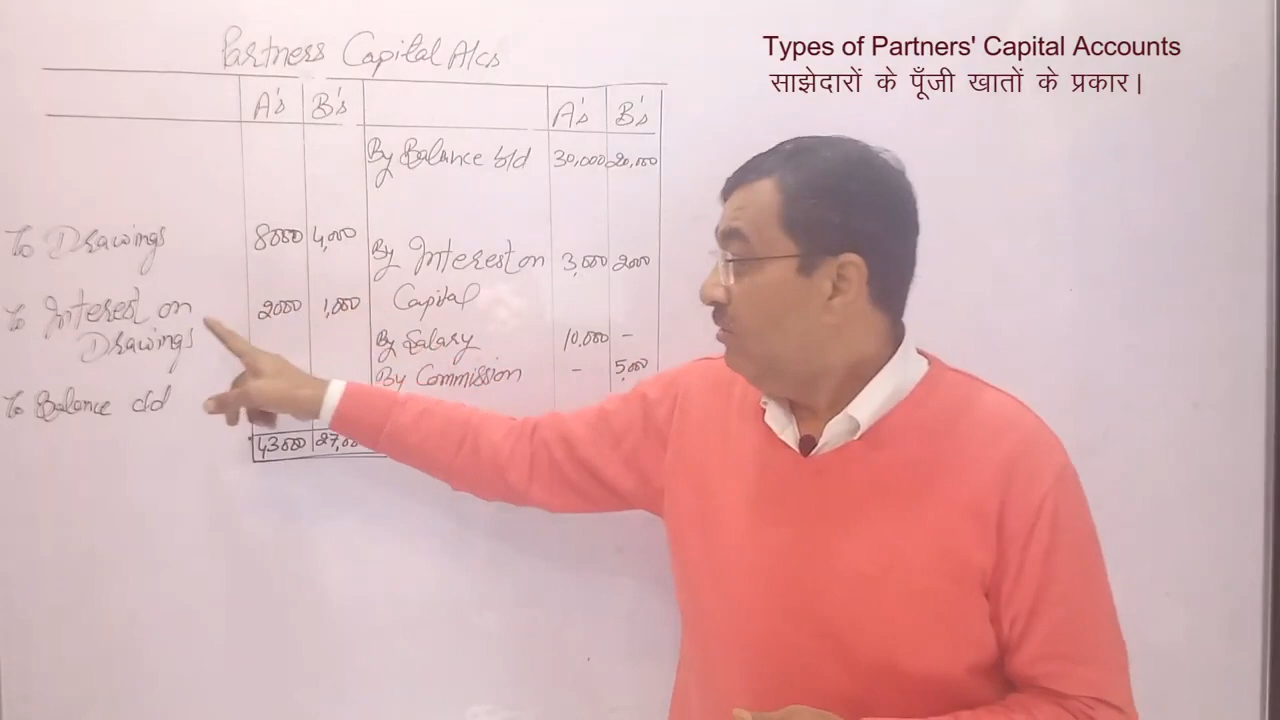 Types of Partners' Capital Accounts
साझेदारों के पूँजी खातों के प्रकार।
Partness Capital A/cs
A's B's A's B's
By Balance b/d 30,000 20,000
To Drawings 8000 4,000
By Interest on 3,000 2000
Capital
To Interest on 2000 1,000
Drawings
By Salary 10,000 -
By Commission - 5,000
To Balance c/d
43000 27,00